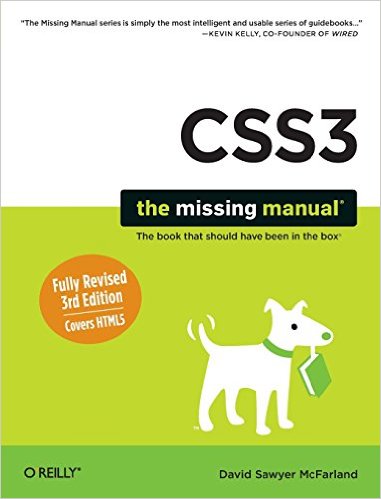 "The Missing Manual series is simply the most intelligent and usable series of guidebooks..."
—KEVIN KELLY, CO-FOUNDER OF WIRED
CSS3
the missing manual®
The book that should have been in the box®
Fully Revised
3rd Edition
Covers HTML5
TM
O REILLY®
David Sawyer McFarland